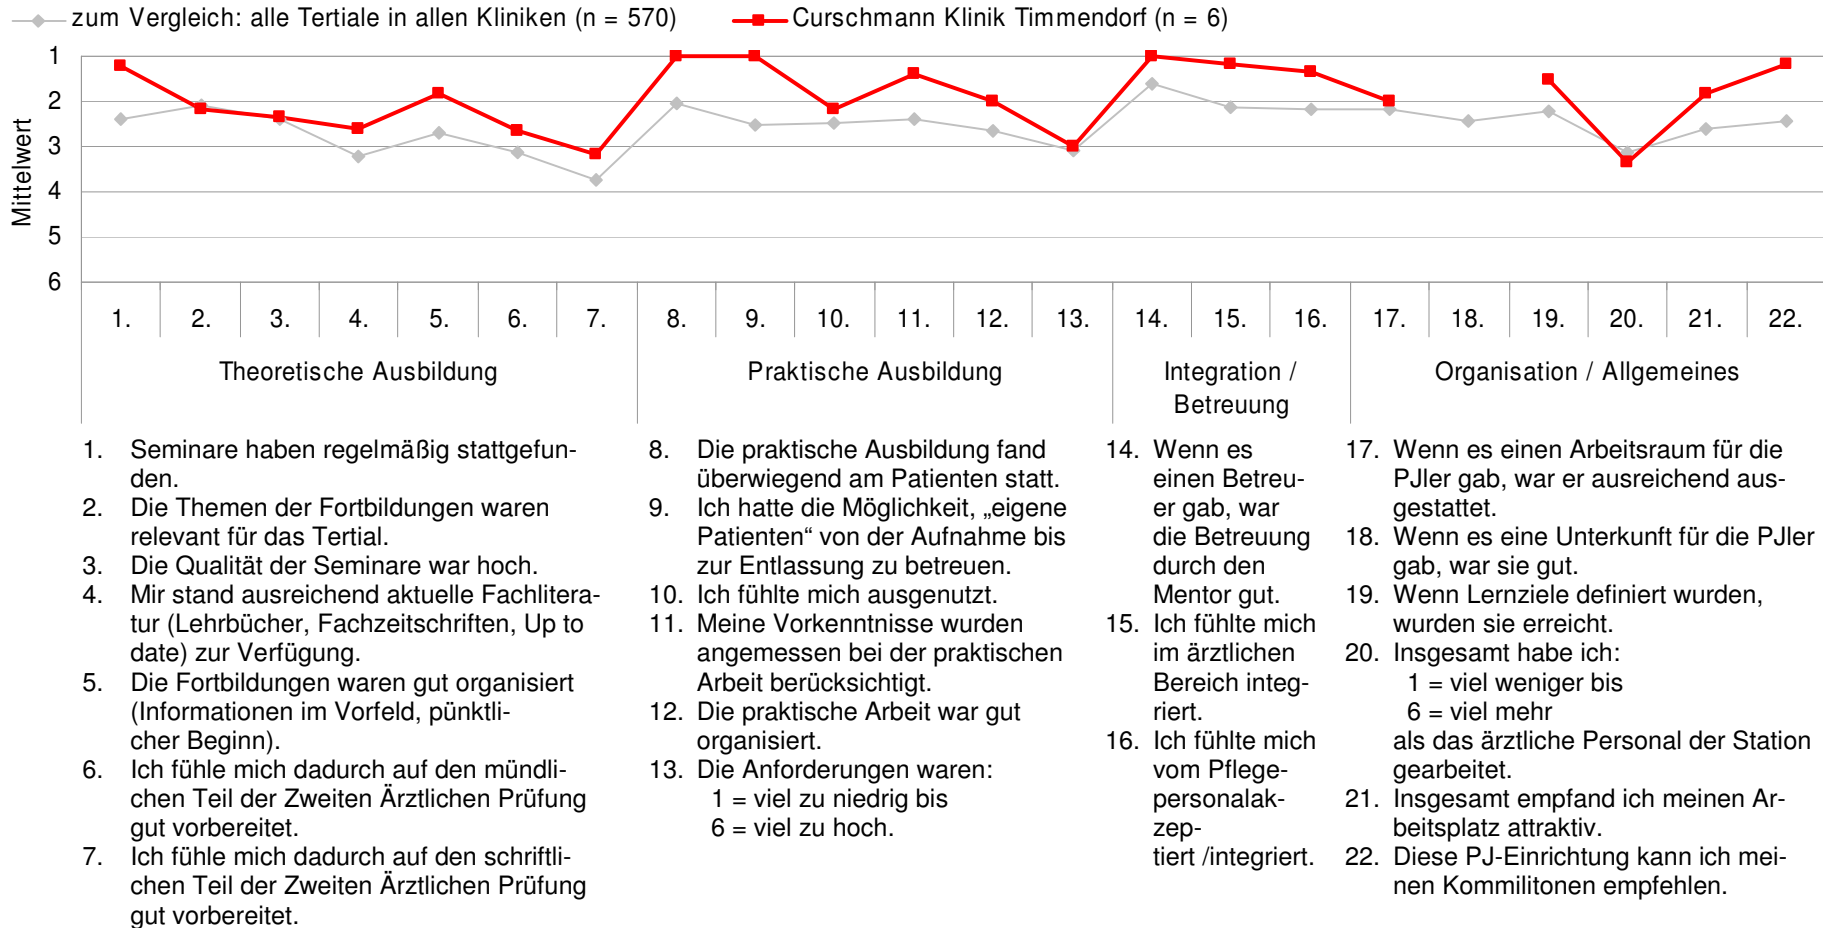 zum Vergleich: alle Tertiale in allen Kliniken (n = 570)
Curschmann Klinik Timmendorf (n = 6)
Mittelwert
1
2
3
4
5
6
1. 2. 3. 4. 5. 6. 7. 8. 9. 10. 11. 12. 13. 14. 15. 16. 17. 18. 19. 20. 21. 22.
Theoretische Ausbildung
Praktische Ausbildung
Integration /
Betreuung
Organisation / Allgemeines
1. Seminare haben regelmäßig stattgefun-
den.
2. Die Themen der Fortbildungen waren
relevant für das Tertial.
3. Die Qualität der Seminare war hoch.
4. Mir stand ausreichend aktuelle Fachlitera-
tur (Lehrbücher, Fachzeitschriften, Up to
date) zur Verfügung.
5. Die Fortbildungen waren gut organisiert
(Informationen im Vorfeld, pünktli-
cher Beginn).
6. Ich fühle mich dadurch auf den mündli-
chen Teil der Zweiten Ärztlichen Prüfung
gut vorbereitet.
7. Ich fühle mich dadurch auf den schriftli-
chen Teil der Zweiten Ärztlichen Prüfung
gut vorbereitet.
8. Die praktische Ausbildung fand
überwiegend am Patienten statt.
9. Ich hatte die Möglichkeit, „eigene
Patienten“ von der Aufnahme bis
zur Entlassung zu betreuen.
10. Ich fühlte mich ausgenutzt.
11. Meine Vorkenntnisse wurden
angemessen bei der praktischen
Arbeit berücksichtigt.
12. Die praktische Arbeit war gut
organisiert.
13. Die Anforderungen waren:
1 = viel zu niedrig bis
6 = viel zu hoch.
14. Wenn es
einen Betreu-
er gab, war
die Betreuung
durch den
Mentor gut.
15. Ich fühlte mich
im ärztlichen
Bereich integ-
riert.
16. Ich fühlte mich
vom Pflege-
personalak-
zep-
tiert /integriert.
17. Wenn es einen Arbeitsraum für die
PJler gab, war er ausreichend aus-
gestattet.
18. Wenn es eine Unterkunft für die PJler
gab, war sie gut.
19. Wenn Lernziele definiert wurden,
wurden sie erreicht.
20. Insgesamt habe ich:
1 = viel weniger bis
6 = viel mehr
als das ärztliche Personal der Station
gearbeitet.
21. Insgesamt empfand ich meinen Ar-
beitsplatz attraktiv.
22. Diese PJ-Einrichtung kann ich mei-
nen Kommilitonen empfehlen.